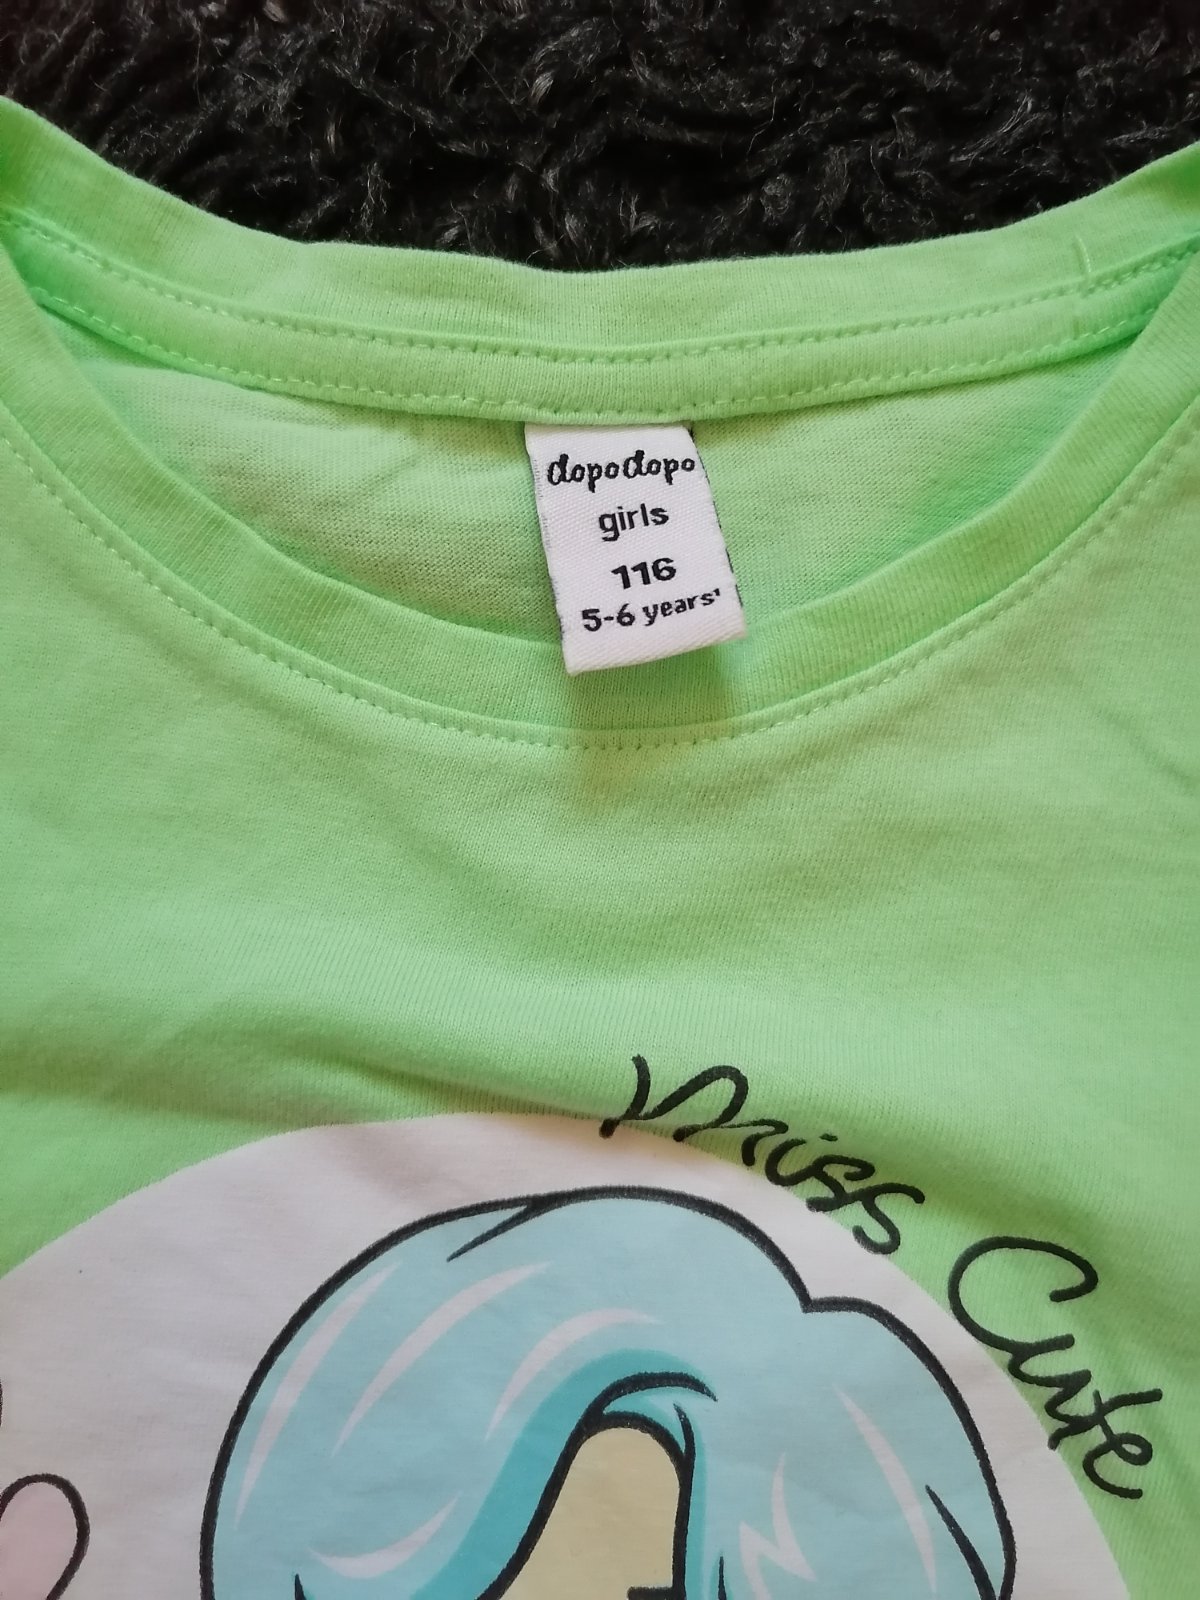 dopodopo
girls
116
5-6 years'
Miss Cute